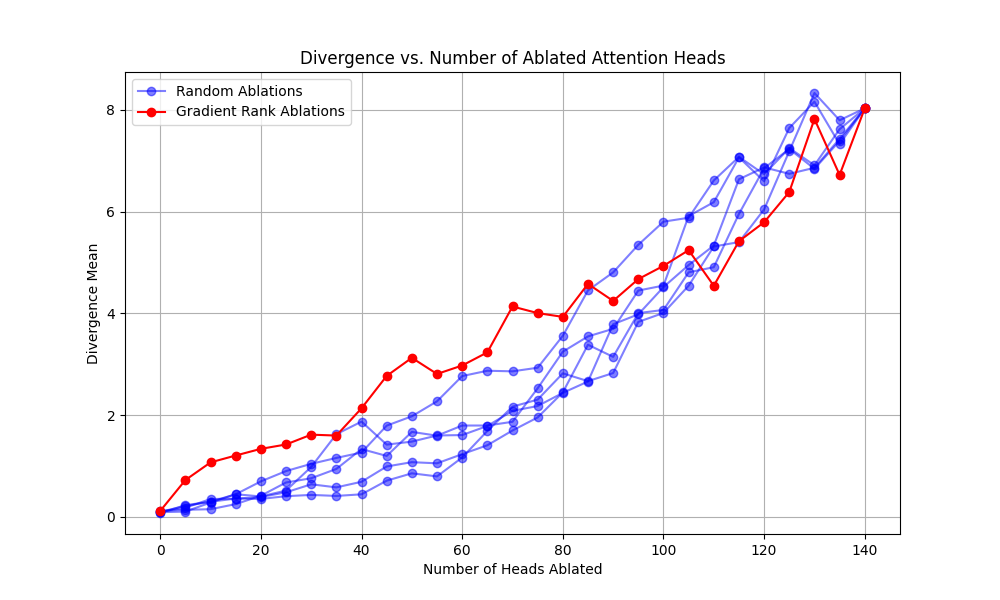 Divergence vs. Number of Ablated Attention Heads
Random Ablations
Gradient Rank Ablations
8
6
4
2
0
Divergence Mean
0 20 40 60 80 100 120 140
Number of Heads Ablated